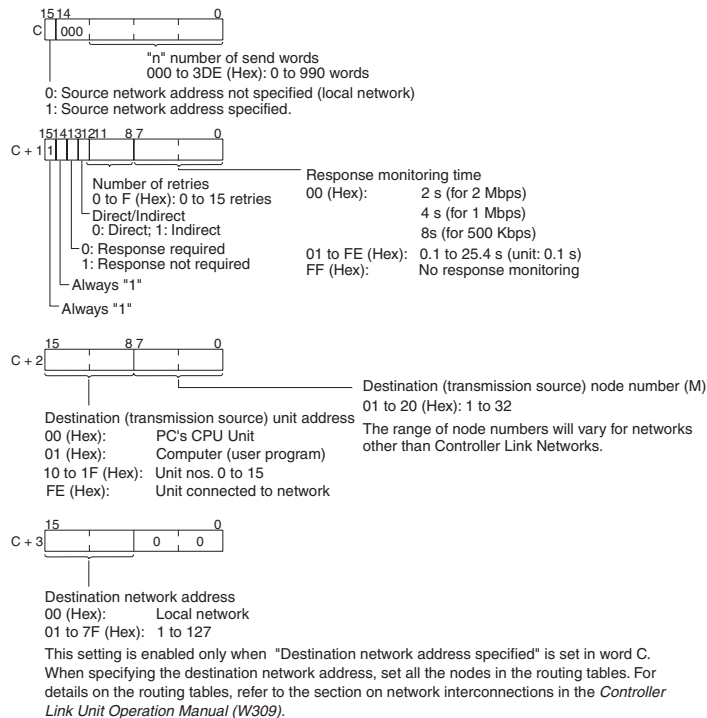 15 14 0
C 000
"n" number of send words
000 to 3DE (Hex): 0 to 990 words
0: Source network address not specified (local network)
1: Source network address specified.
15141312 11 8 7 0
C + 1 1
Number of retries
0 to F (Hex): 0 to 15 retries
Direct/Indirect
0: Direct; 1: Indirect
0: Response required
1: Response not required
Always "1"
Always "1"
Response monitoring time
00 (Hex): 2 s (for 2 Mbps)
4 s (for 1 Mbps)
8s (for 500 Kbps)
01 to FE (Hex): 0.1 to 25.4 s (unit: 0.1 s)
FF (Hex): No response monitoring
15 8 7 0
C + 2
Destination (transmission source) unit address
00 (Hex): PC's CPU Unit
01 (Hex): Computer (user program)
10 to 1F (Hex): Unit nos. 0 to 15
FE (Hex): Unit connected to network
Destination (transmission source) node number (M)
01 to 20 (Hex): 1 to 32
The range of node numbers will vary for networks
other than Controller Link Networks.
15 0
C + 3 0 0
Destination network address
00 (Hex): Local network
01 to 7F (Hex): 1 to 127
This setting is enabled only when "Destination network address specified" is set in word C.
When specifying the destination network address, set all the nodes in the routing tables. For
details on the routing tables, refer to the section on network interconnections in the Controller
Link Unit Operation Manual (W309).